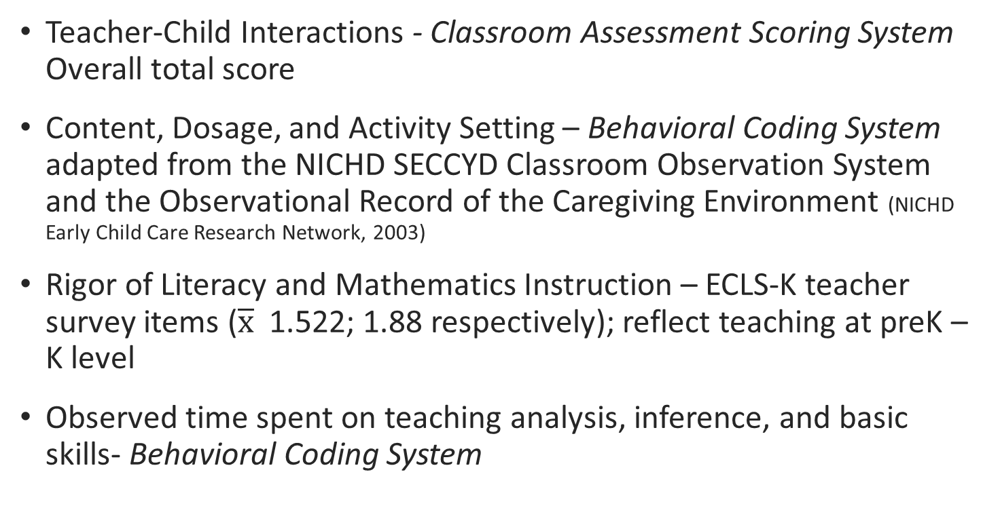 • Teacher-Child Interactions - Classroom Assessment Scoring System
Overall total score
• Content, Dosage, and Activity Setting – Behavioral Coding System
adapted from the NICHD SECCYD Classroom Observation System
and the Observational Record of the Caregiving Environment (NICHD
Early Child Care Research Network, 2003)
• Rigor of Literacy and Mathematics Instruction – ECLS-K teacher
survey items (x̅ 1.522; 1.88 respectively); reflect teaching at preK –
K level
• Observed time spent on teaching analysis, inference, and basic
skills- Behavioral Coding System